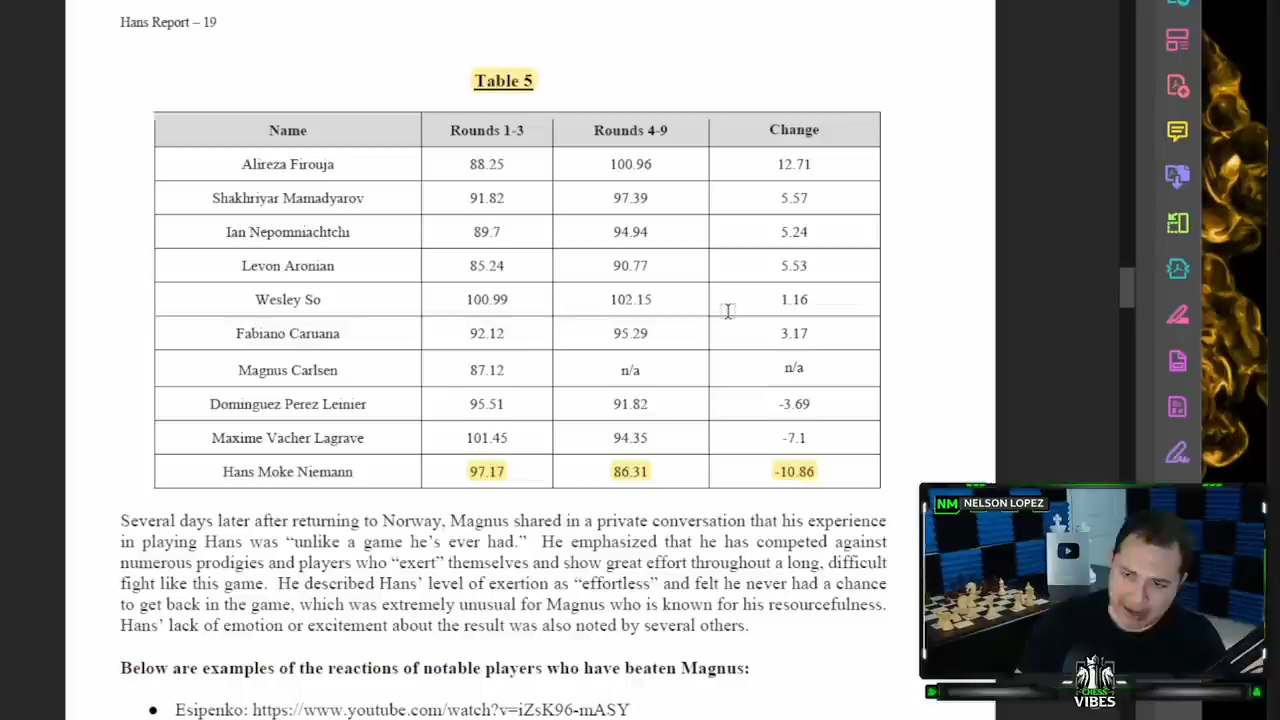 Hans Report – 19
Table 5
Name Rounds 1-3 Rounds 4-9 Change
Alireza Firouja 88.25 100.96 12.71
Shakhriyar Mamadyarov 91.82 97.39 5.57
Ian Nepomniachtchi 89.7 94.94 5.24
Levon Aronian 85.24 90.77 5.53
Wesley So 100.99 102.15 1.16
Fabiano Caruana 92.12 95.29 3.17
Magnus Carlsen 87.12 n/a n/a
Dominguez Perez Leinier 95.51 91.82 -3.69
Maxime Vacher Lagrave 101.45 94.35 -7.1
Hans Moke Niemann 97.17 86.31 -10.86
Several days later after returning to Norway, Magnus shared in a private conversation that his experience
in playing Hans was “unlike a game he’s ever had.” He emphasized that he has competed against
numerous prodigies and players who “exert” themselves and show great effort throughout a long, difficult
fight like this game. He described Hans’ level of exertion as “effortless” and felt he never had a chance
to get back in the game, which was extremely unusual for Magnus who is known for his resourcefulness.
Hans’ lack of emotion or excitement about the result was also noted by several others.
Below are examples of the reactions of notable players who have beaten Magnus:
● Esipenko: https://www.youtube.com/watch?v=iZsK96-mASY
NM NELSON LOPEZ
CHESS
VIBES